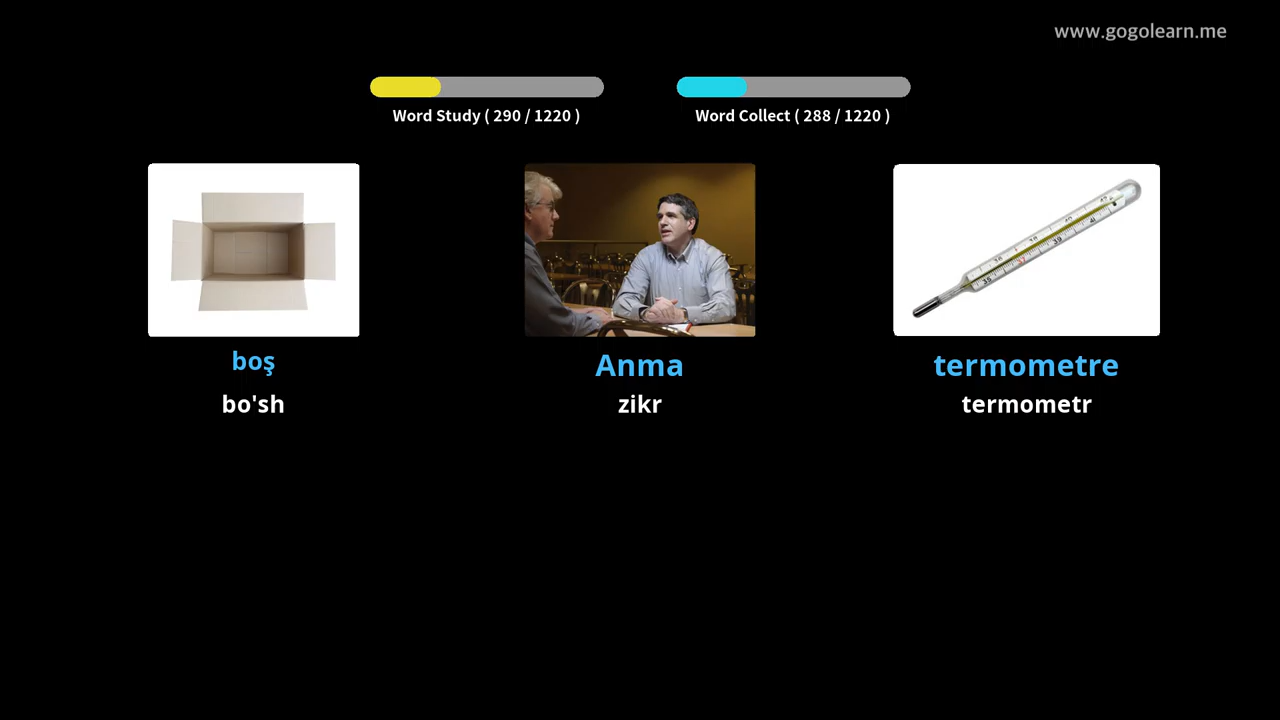 www.gogolearn.me
Word Study ( 290 / 1220 )
Word Collect ( 288 / 1220 )
boş
Anma
termometre
bo'sh
zikr
termometr